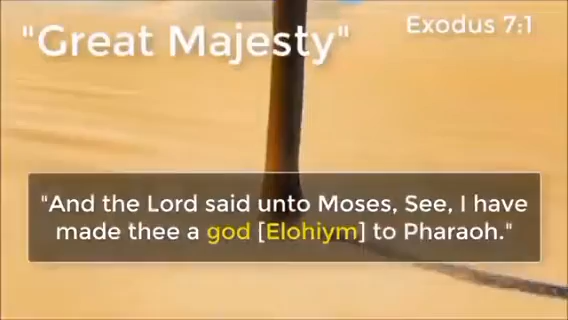 "Great Majesty"
Exodus 7:1
"And the Lord said unto Moses, See, I have
made thee a god [Elohiym] to Pharaoh."